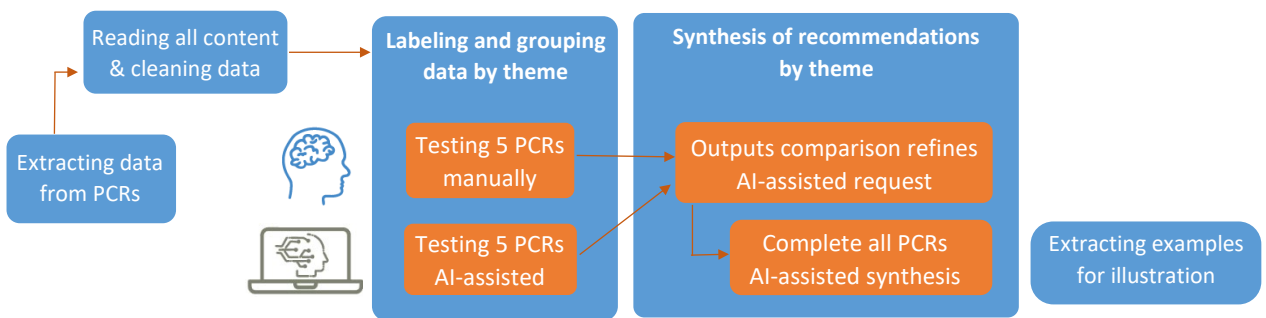 Extracting data
from PCRs
Reading all content
& cleaning data
Labeling and grouping
data by theme
Testing 5 PCRs
manually
Testing 5 PCRs
AI-assisted
Synthesis of recommendations
by theme
Outputs comparison refines
AI-assisted request
Complete all PCRs
AI-assisted synthesis
Extracting examples
for illustration